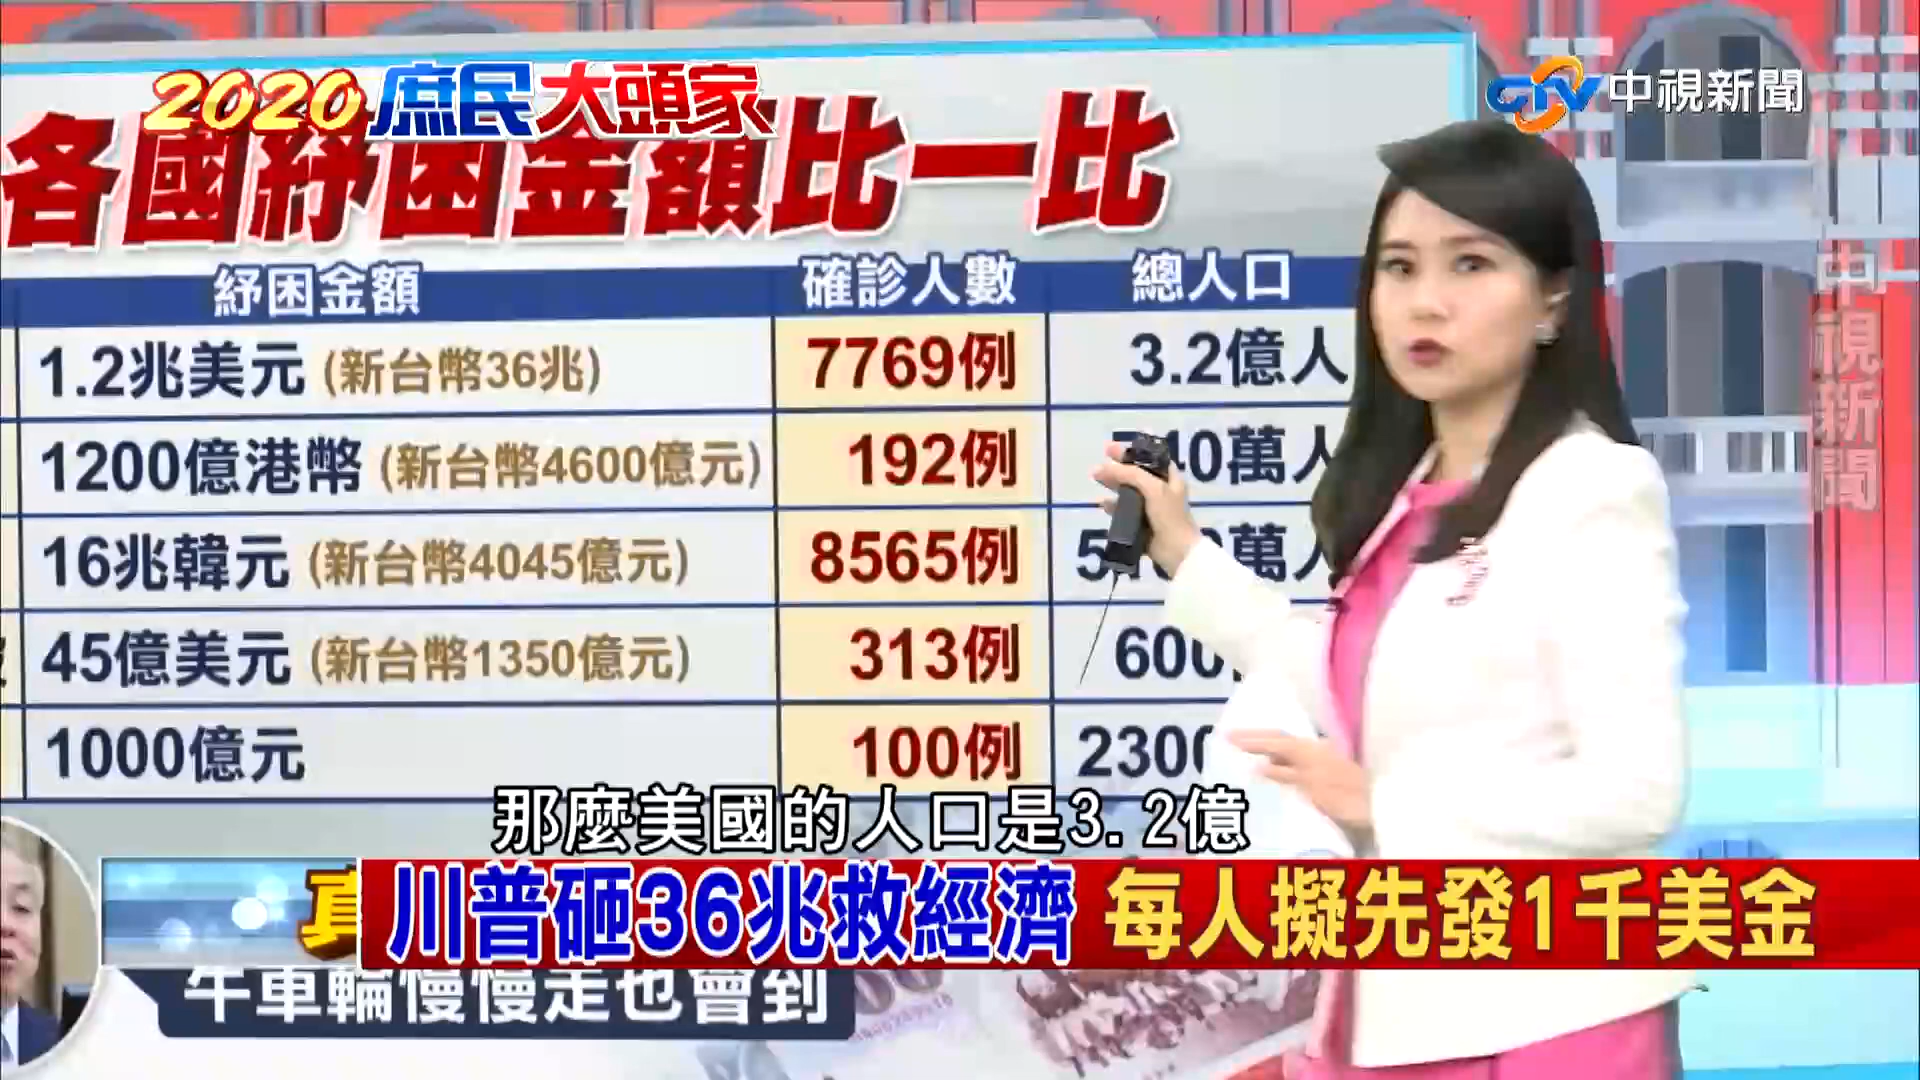 2020庶民大頭家
CTV中視新聞
各國紓困金額比一比
紓困金額 確診人數 總人口
1.2兆美元 (新台幣36兆) 7769例 3.2億人
1200億港幣 (新台幣4600億元) 192例 40萬人
16兆韓元 (新台幣4045億元) 8565例 萬人
45億美元 (新台幣1350億元) 313例 600
1000億元 100例 2300
中視新聞
那麼美國的人口是3.2億
川普砸36兆救經濟 每人擬先發1千美金
牛車輪慢慢走也會到